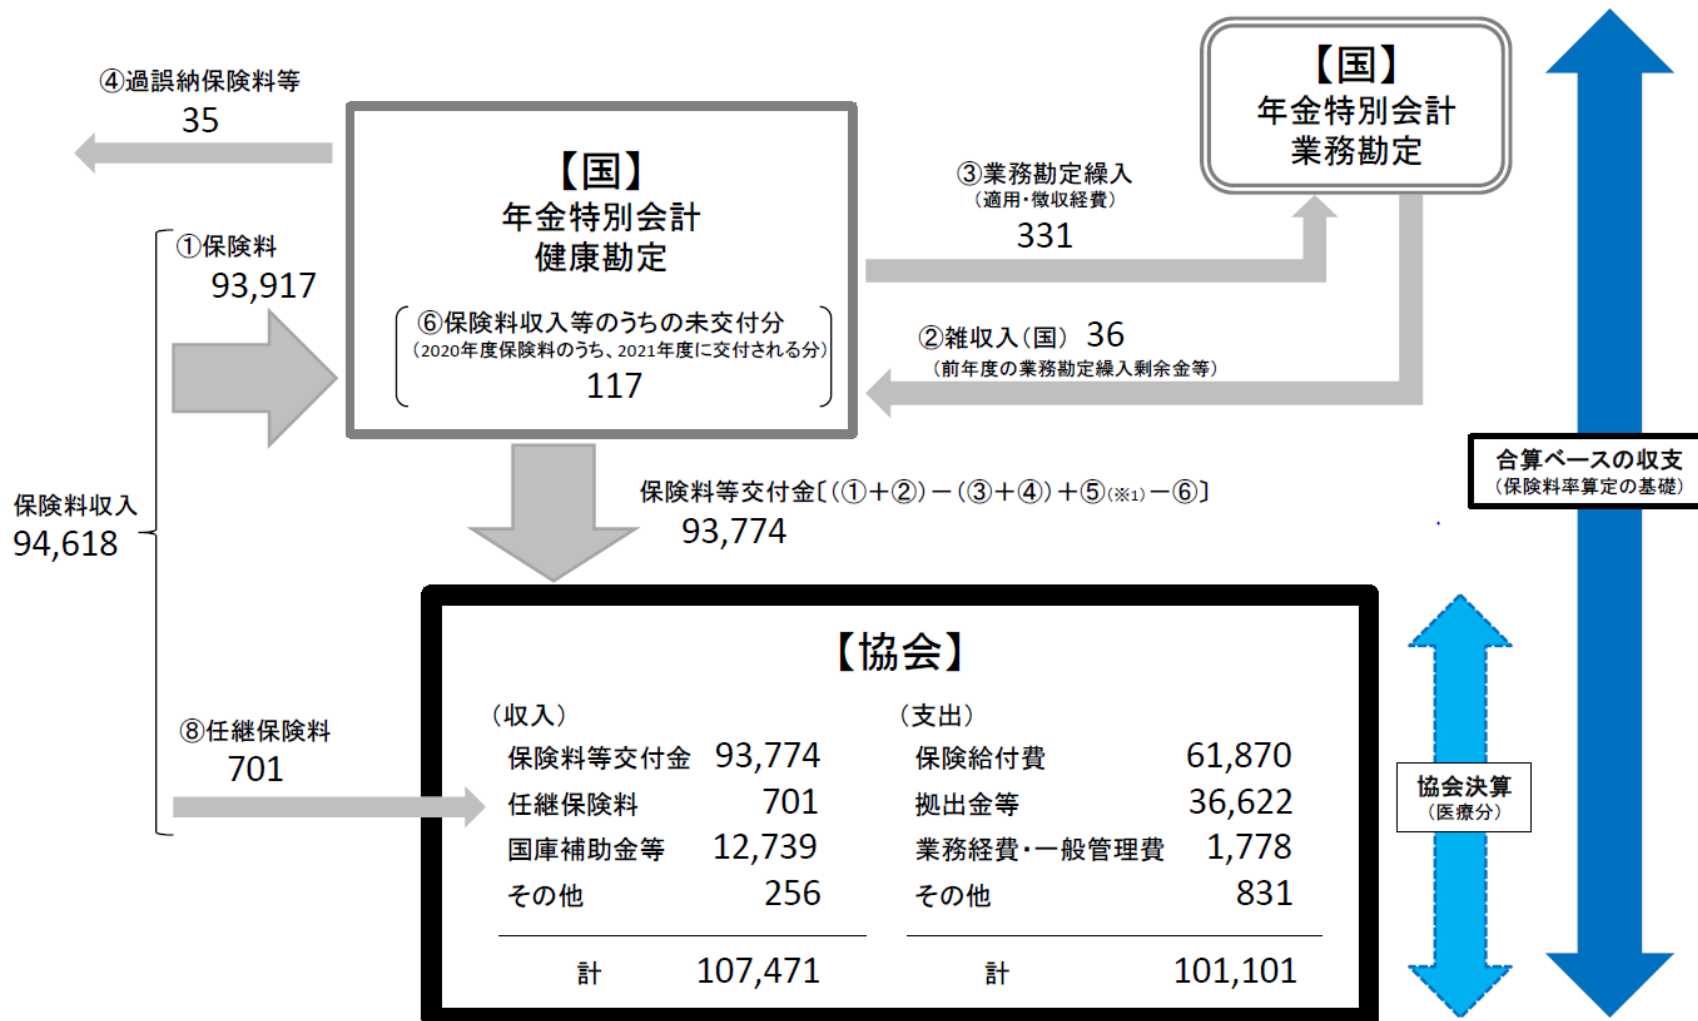 ④過誤納保険料等
35
【国】
年金特別会計
健康勘定
⑥保険料収入等のうちの未交付分
(2020年度保険料のうち、2021年度に交付される分)
117
【国】
年金特別会計
業務勘定
③業務勘定繰入
(適用・徴収経費)
331
②雑収入(国) 36
(前年度の業務勘定繰入剰余金等)
①保険料
93,917
保険料収入
94,618
保険料等交付金〔(①+②)-(③+④)+⑤(※1)-⑥〕
93,774
合算ベースの収支
(保険料率算定の基礎)
⑧任継保険料
701
【協会】
(収入) (支出)
保険料等交付金 93,774 保険給付費 61,870
任継保険料 701 拠出金等 36,622
国庫補助金等 12,739 業務経費・一般管理費 1,778
その他 256 その他 831
計 107,471 計 101,101
協会決算
(医療分)